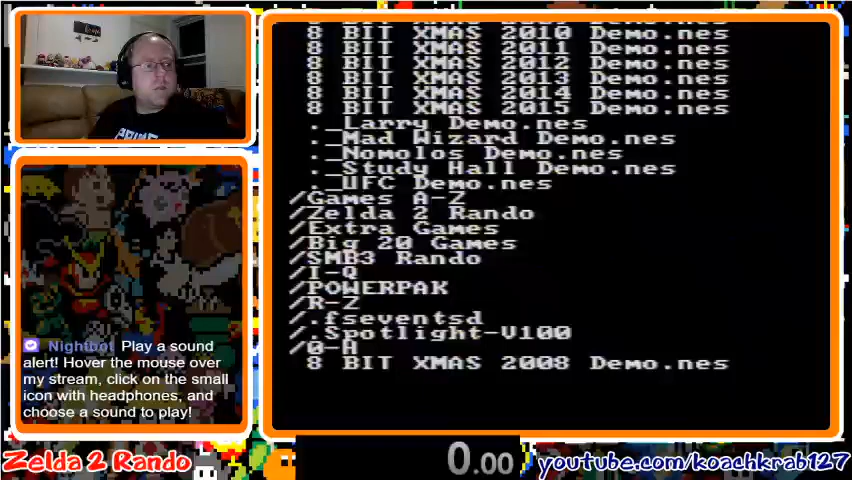 8 BIT XMAS 2010 Demo.nes
8 BIT XMAS 2011 Demo.nes
8 BIT XMAS 2012 Demo.nes
8 BIT XMAS 2013 Demo.nes
8 BIT XMAS 2014 Demo.nes
8 BIT XMAS 2015 Demo.nes
._Larry Demo.nes
._Mad Wizard Demo.nes
._Nomolos Demo.nes
._Study Hall Demo.nes
._UFC Demo.nes
/Games A-Z
/Zelda 2 Rando
/Extra Games
/Big 20 Games
/SMB3 Rando
/I-Q
/POWERPAK
/R-Z
/.fseventsd
/.Spotlight-V100
/0-H
8 BIT XMAS 2008 Demo.nes
Nightbot Play a sound
alert! Hover the mouse over
my stream, click on the small
icon with headphones, and
choose a sound to play!
Zelda 2 Rando
0.00
youtube.com/koachkrab127